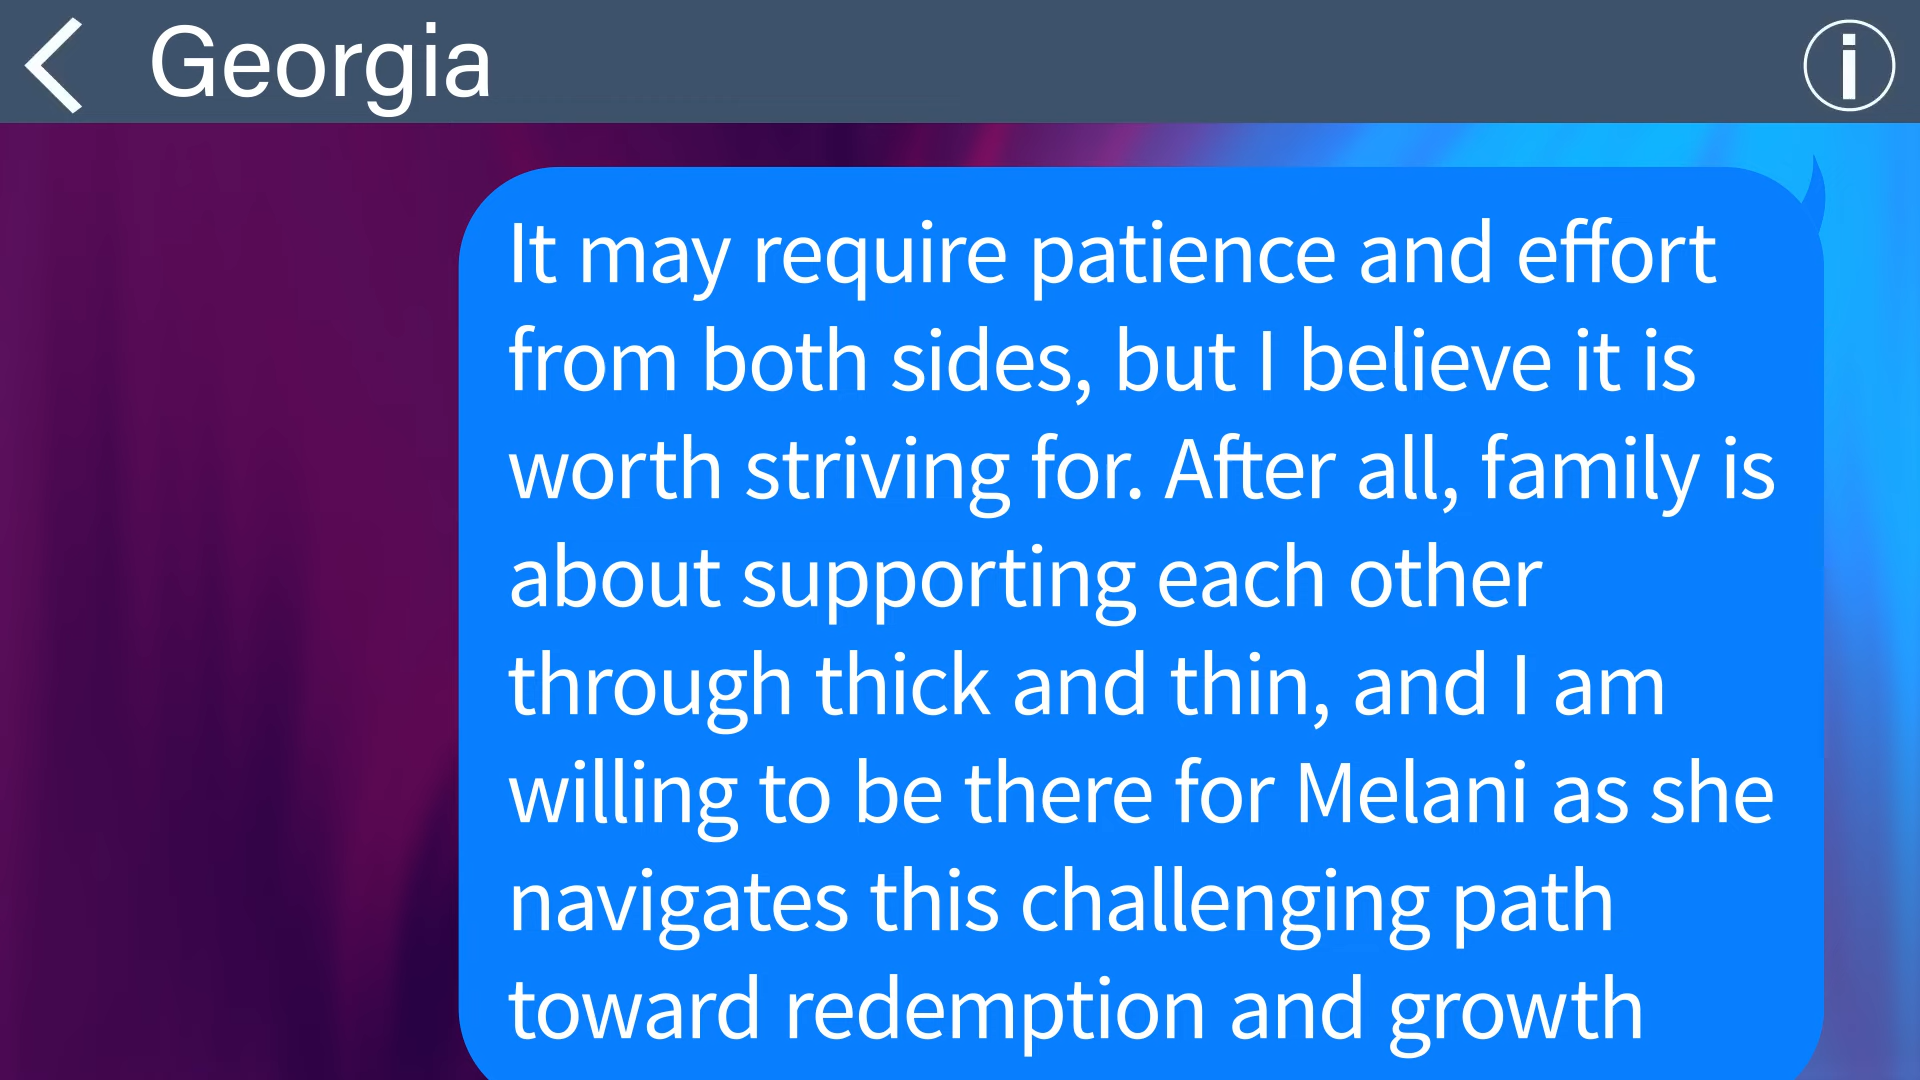 Georgia
It may require patience and effort
from both sides, but I believe it is
worth striving for. After all, family is
about supporting each other
through thick and thin, and I am
willing to be there for Melani as she
navigates this challenging path
toward redemption and growth